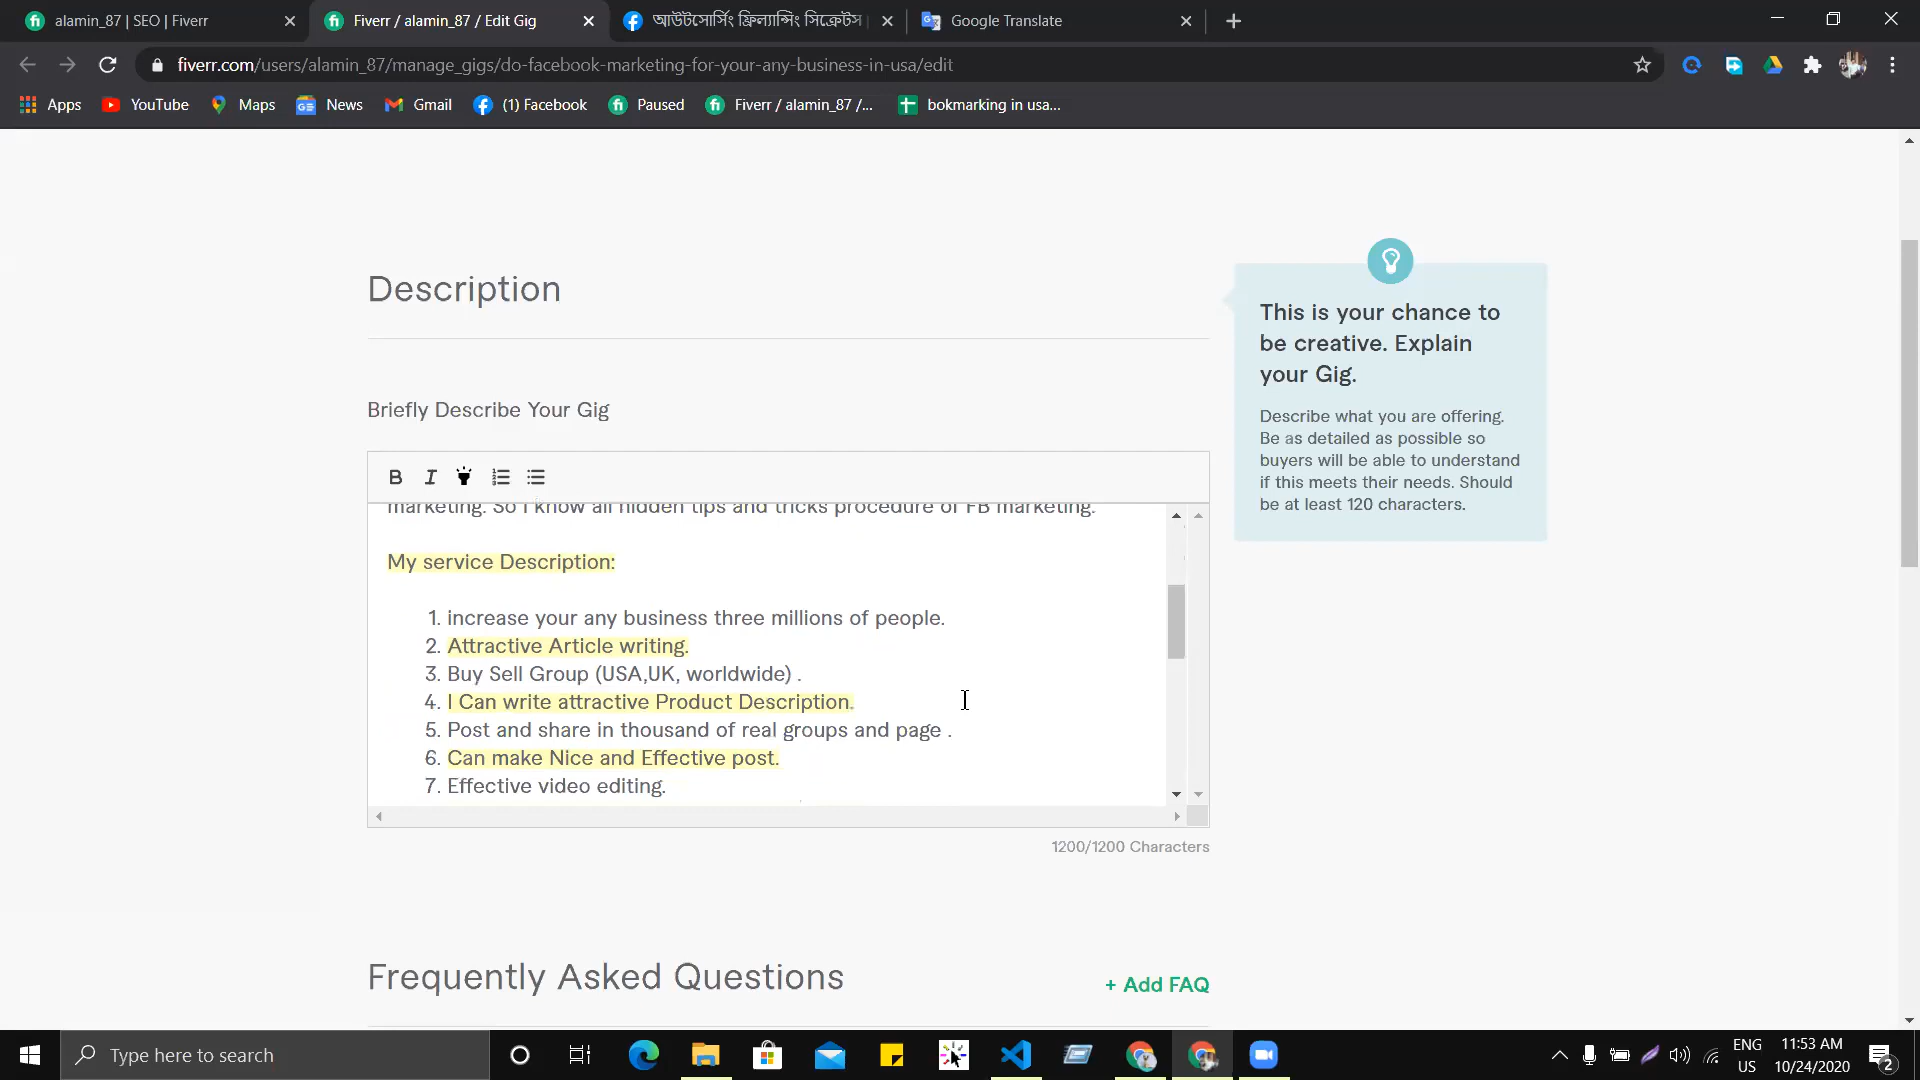 alamin_87 | SEO | Fiverr
Fiverr / alamin_87 / Edit Gig
আউটসোর্সিং ফ্রিল্যান্সিং সিক্রেটস
Google Translate
fiverr.com/users/alamin_87/manage_gigs/do-facebook-marketing-for-your-any-business-in-usa/edit
Apps
YouTube
Maps
News
Gmail
(1) Facebook
Paused
Fiverr / alamin_87 /...
bokmarking in usa...
Description
Briefly Describe Your Gig
marketing. So I know all hidden tips and tricks procedure of FB marketing.
My service Description:
1. increase your any business three millions of people.
2. Attractive Article writing.
3. Buy Sell Group (USA,UK, worldwide) .
4. I Can write attractive Product Description.
5. Post and share in thousand of real groups and page .
6. Can make Nice and Effective post.
7. Effective video editing.
1200/1200 Characters
This is your chance to
be creative. Explain
your Gig.
Describe what you are offering.
Be as detailed as possible so
buyers will be able to understand
if this meets their needs. Should
be at least 120 characters.
Frequently Asked Questions
+ Add FAQ
Type here to search
ENG
US
11:53 AM
10/24/2020
2